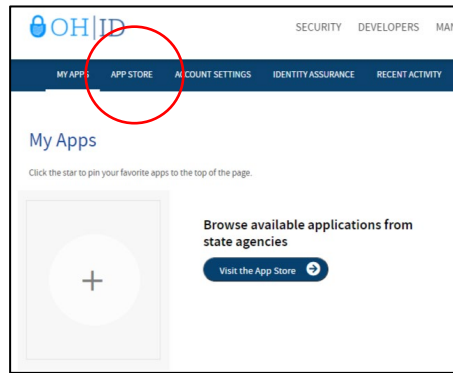 OH|ID
SECURITY DEVELOPERS
MY APPS APP STORE ACCOUNT SETTINGS IDENTITY ASSURANCE RECENT ACTIVITY
My Apps
Click the star to pin your favorite apps to the top of the page.
Browse available applications from
state agencies
Visit the App Store